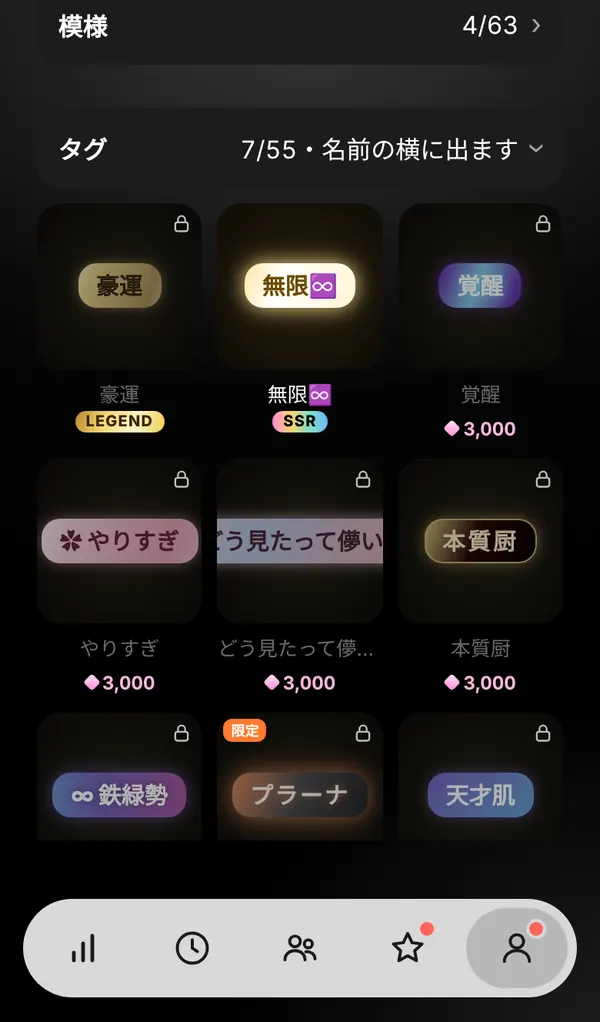 模様 4/63
タグ 7/55・名前の横に出ます
豪運 無限♾️ 覚醒
豪運 無限♾️ 覚醒
LEGEND SSR 3,000
やりすぎ どう見たって儚い 本質厨
やりすぎ どう見たって儚... 本質厨
3,000 3,000 3,000
限定
∞ 鉄緑勢 プラーナ 天才肌